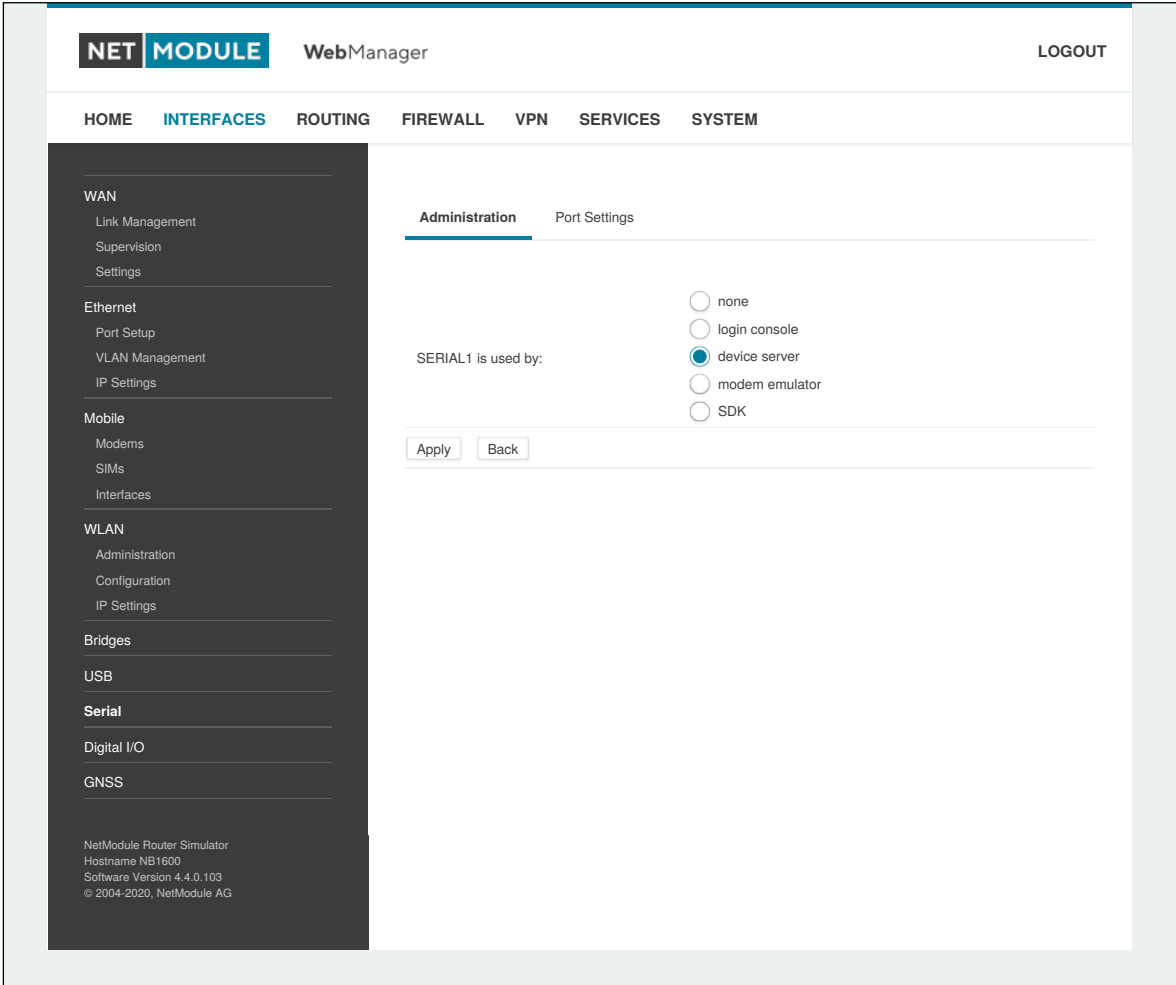 NET MODULE WebManager LOGOUT
HOME INTERFACES ROUTING FIREWALL VPN SERVICES SYSTEM
WAN
Link Management
Supervision
Settings
Ethernet
Port Setup
VLAN Management
IP Settings
Mobile
Modems
SIMs
Interfaces
WLAN
Administration
Configuration
IP Settings
Bridges
USB
Serial
Digital I/O
GNSS
NetModule Router Simulator
Hostname NB1600
Software Version 4.4.0.103
© 2004-2020, NetModule AG
Administration Port Settings
SERIAL1 is used by:
none
login console
device server
modem emulator
SDK
Apply Back